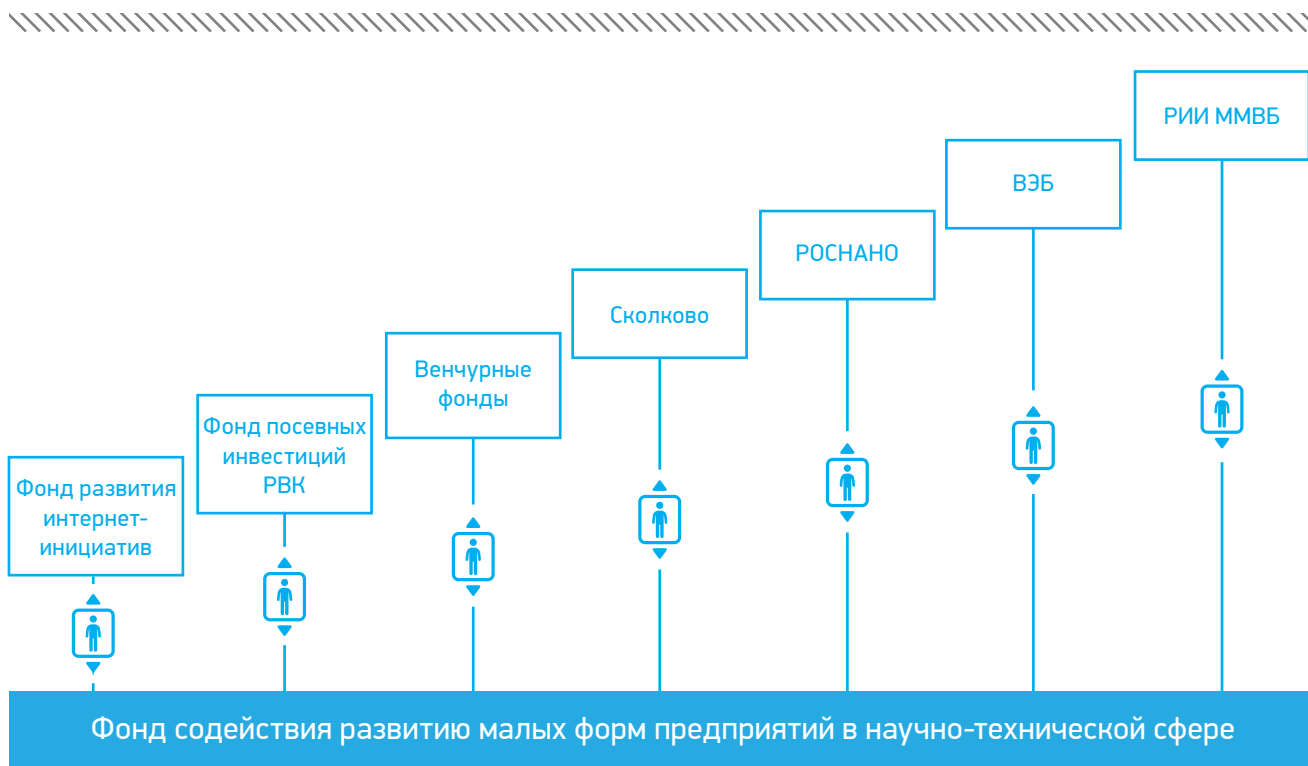 РИИ ММВБ
ВЭБ
РОСНАНО
Сколково
Венчурные
фонды
Фонд посевных
инвестиций
РВК
Фонд развития
интернет-
инициатив
Фонд содействия развитию малых форм предприятий в научно-технической сфере